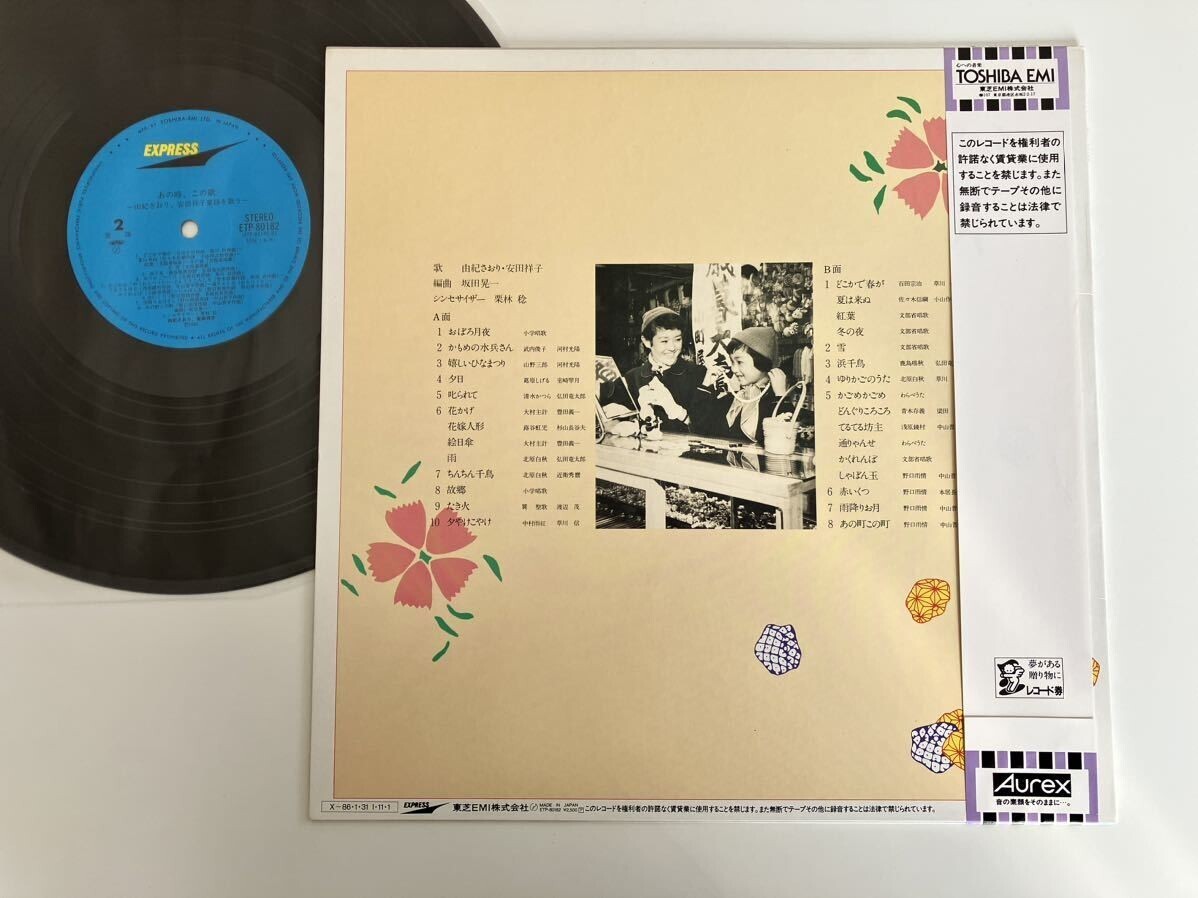 MFD. BY TOSHIBA-EMI LTD. IN JAPAN
EXPRESS
あの時、この歌
〜由紀さおり、安田祥子童謡を歌う〜
2
STEREO
ETP-80182
歌 由紀さおり・安田祥子
編曲 坂田晃一
シンセサイザー 栗林 稔
A面
1 おぼろ月夜 小学唱歌
2 かもめの水兵さん 武内俊子 河村光陽
3 嬉しいひなまつり 山野三郎 河村光陽
4 夕日 葛原しげる 室崎琴月
5 叱られて 清水かつら 弘田竜太郎
6 花かげ 大村主計 豊田義一
花嫁人形 蕗谷虹児 杉山長谷夫
絵日傘 大村主計 豊田義一
雨 北原白秋 弘田竜太郎
7 ちんちん千鳥 北原白秋 近衛秀麿
8 故郷 小学唱歌
9 たき火 巽 聖歌 渡辺 茂
10 夕やけこやけ 中村雨紅 草川 信
B面
1 どこかで春が 百田宗治 草川
夏は来ぬ 佐々木信綱 小山作
紅葉 文部省唱歌
冬の夜 文部省唱歌
2 雪 文部省唱歌
3 浜千鳥 鹿島鳴秋 弘田竜
4 ゆりかごのうた 北原白秋 草川
5 かごめかごめ わらべうた
どんぐりころころ 青木存義 梁田
てるてる坊主 浅原鏡村 中山晋
通りゃんせ わらべうた
かくれんぼ 文部省唱歌
しゃぼん玉 野口雨情 中山晋
6 赤いくつ 野口雨情 本居長
7 雨降りお月 野口雨情 中山晋
8 あの町この町 野口雨情 中山晋
心への音楽
TOSHIBA EMI
東芝EMI株式会社
このレコードを権利者の
許諾なく賃貸業に使用
することを禁じます。また
無断でテープその他に
録音することは法律で
禁じられています。
夢がある
贈り物に
レコード券
Aurex
音の素顔をそのままに…。
X-86・1・31 I・11・1 EXPRESS 東芝EMI株式会社 MADE IN JAPAN ETP-80182 ¥2,500 このレコードを権利者の許諾なく賃貸業に使用することを禁じます。また無断でテープその他に録音することは法律で禁じられています。